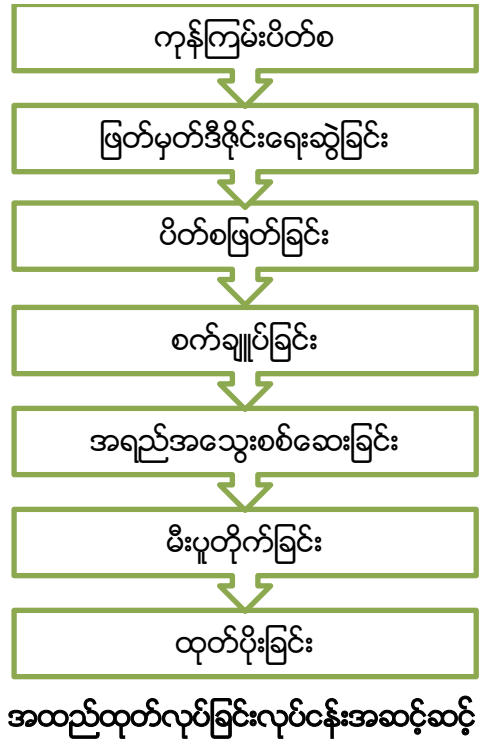 ကုန်ကြမ်းပိတ်စ
ဖြတ်မှတ်ဒီဇိုင်းရေးဆွဲခြင်း
ပိတ်စဖြတ်ခြင်း
စက်ချူပ်ခြင်း
အရည်အသွေးစစ်ဆေးခြင်း
မီးပူတိုက်ခြင်း
ထုတ်ပိုးခြင်း
အထည်ထုတ်လုပ်ခြင်းလုပ်ငန်းအဆင့်ဆင့်